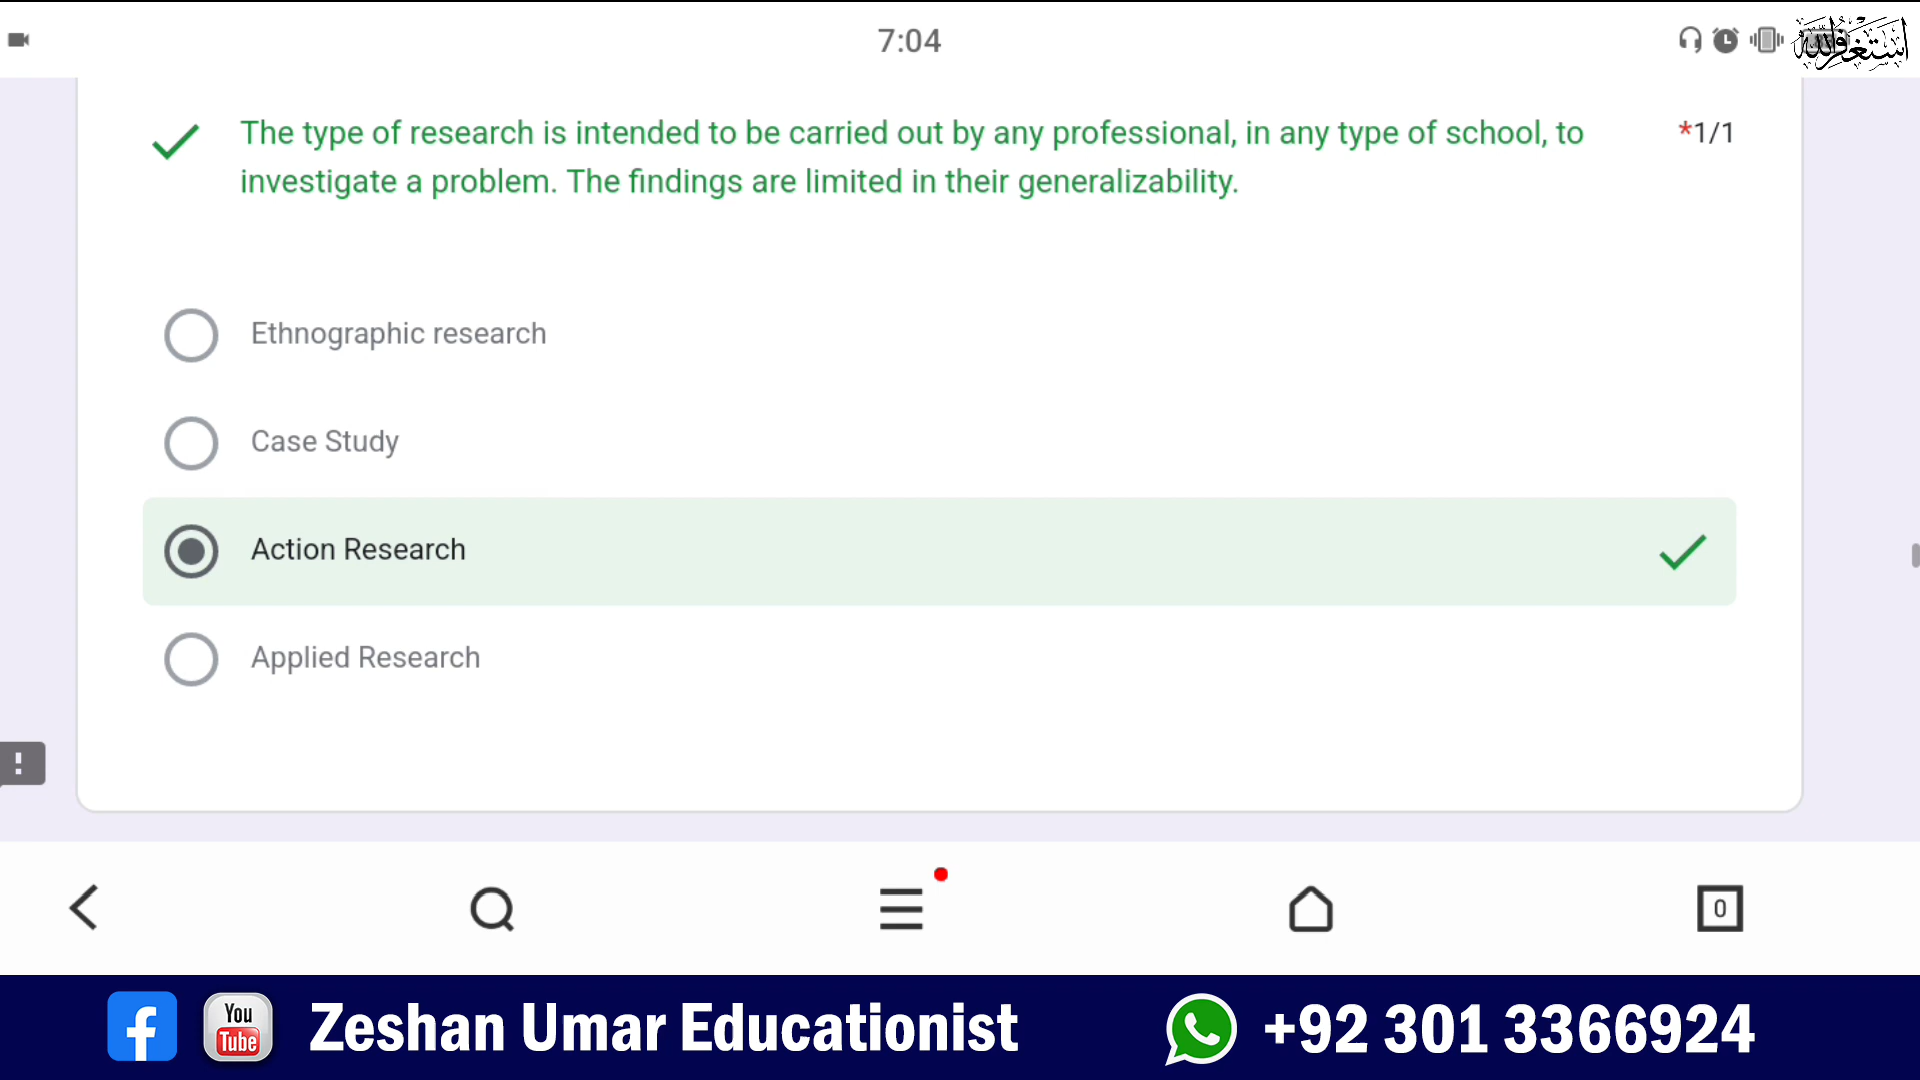 7:04
أستغفر الله
The type of research is intended to be carried out by any professional, in any type of school, to
investigate a problem. The findings are limited in their generalizability.
*1/1
Ethnographic research
Case Study
Action Research
Applied Research
!
0
f
You
Tube
Zeshan Umar Educationist
+92 301 3366924